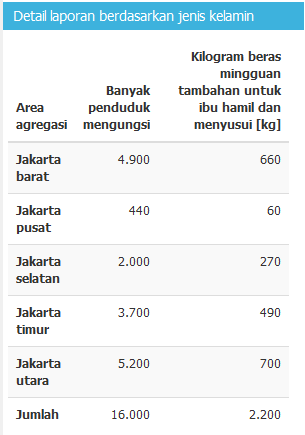 Detail laporan berdasarkan jenis kelamin
Area agregasi Banyak penduduk mengungsi Kilogram beras mingguan tambahan untuk ibu hamil dan menyusui [kg]
Jakarta barat 4.900 660
Jakarta pusat 440 60
Jakarta selatan 2.000 270
Jakarta timur 3.700 490
Jakarta utara 5.200 700
Jumlah 16.000 2.200